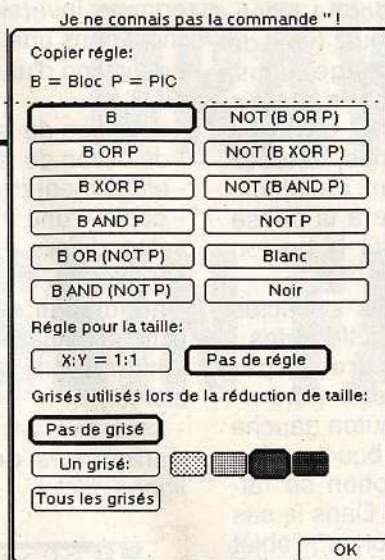 Je ne connais pas la commande '' !
Copier régle:
B = Bloc P = PIC
B
NOT (B OR P)
B OR P
NOT (B XOR P)
B XOR P
NOT (B AND P)
B AND P
NOT P
B OR (NOT P)
Blanc
B AND (NOT P)
Noir
Régle pour la taille:
X:Y = 1:1
Pas de régle
Grisés utilisés lors de la réduction de taille:
Pas de grisé
Un grisé:
Tous les grisés
OK